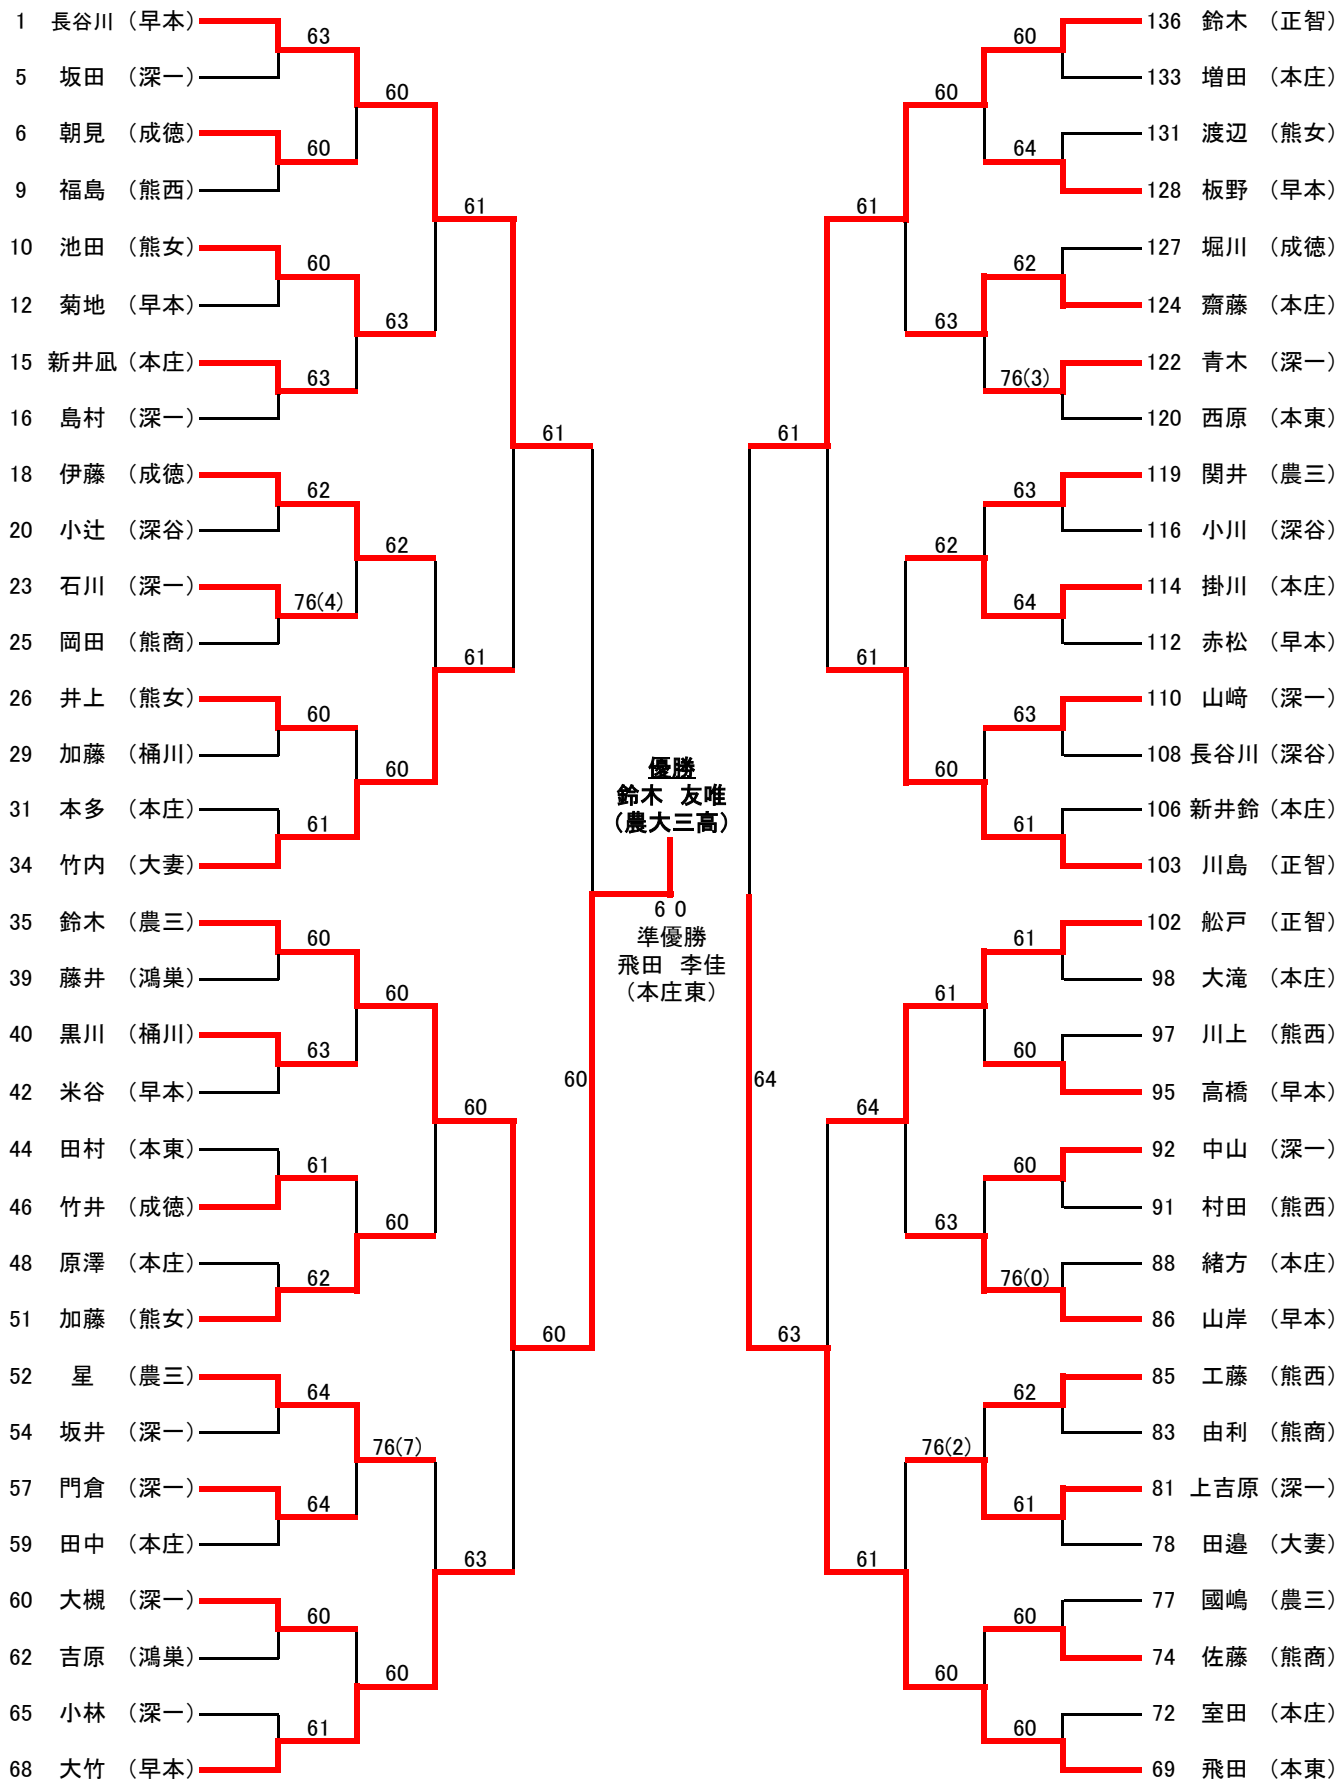 1 長谷川 （早本）
63
5 坂田 （深一）
60
6 朝見 （成徳）
60
9 福島 （熊西）
61
10 池田 （熊女）
60
12 菊地 （早本）
63
15 新井凪 （本庄）
63
16 島村 （深一）
61
18 伊藤 （成徳）
62
20 小辻 （深谷）
62
23 石川 （深一）
76(4)
25 岡田 （熊商）
61
26 井上 （熊女）
60
29 加藤 （桶川）
60
31 本多 （本庄）
61
34 竹内 （大妻）
35 鈴木 （農三）
60
39 藤井 （鴻巣）
60
40 黒川 （桶川）
63
42 米谷 （早本）
60
60
44 田村 （本東）
61
46 竹井 （成徳）
60
48 原澤 （本庄）
62
51 加藤 （熊女）
60
52 星 （農三）
64
54 坂井 （深一）
76(7)
57 門倉 （深一）
64
59 田中 （本庄）
63
60 大槻 （深一）
60
62 吉原 （鴻巣）
60
65 小林 （深一）
61
68 大竹 （早本）
優勝
鈴木 友唯
（農大三高）
６０
準優勝
飛田 李佳
（本庄東）
136 鈴木 （正智）
60
133 増田 （本庄）
60
131 渡辺 （熊女）
64
128 板野 （早本）
61
127 堀川 （成徳）
62
124 齋藤 （本庄）
63
122 青木 （深一）
76(3)
120 西原 （本東）
61
119 関井 （農三）
63
116 小川 （深谷）
62
114 掛川 （本庄）
64
112 赤松 （早本）
61
110 山﨑 （深一）
63
108 長谷川 （深谷）
60
106 新井鈴 （本庄）
61
103 川島 （正智）
102 舩戸 （正智）
61
98 大滝 （本庄）
61
97 川上 （熊西）
60
95 高橋 （早本）
64
64
92 中山 （深一）
60
91 村田 （熊西）
63
88 緒方 （本庄）
76(0)
86 山岸 （早本）
63
85 工藤 （熊西）
62
83 由利 （熊商）
76(2)
81 上吉原 （深一）
61
78 田邉 （大妻）
61
77 國嶋 （農三）
60
74 佐藤 （熊商）
60
72 室田 （本庄）
60
69 飛田 （本東）